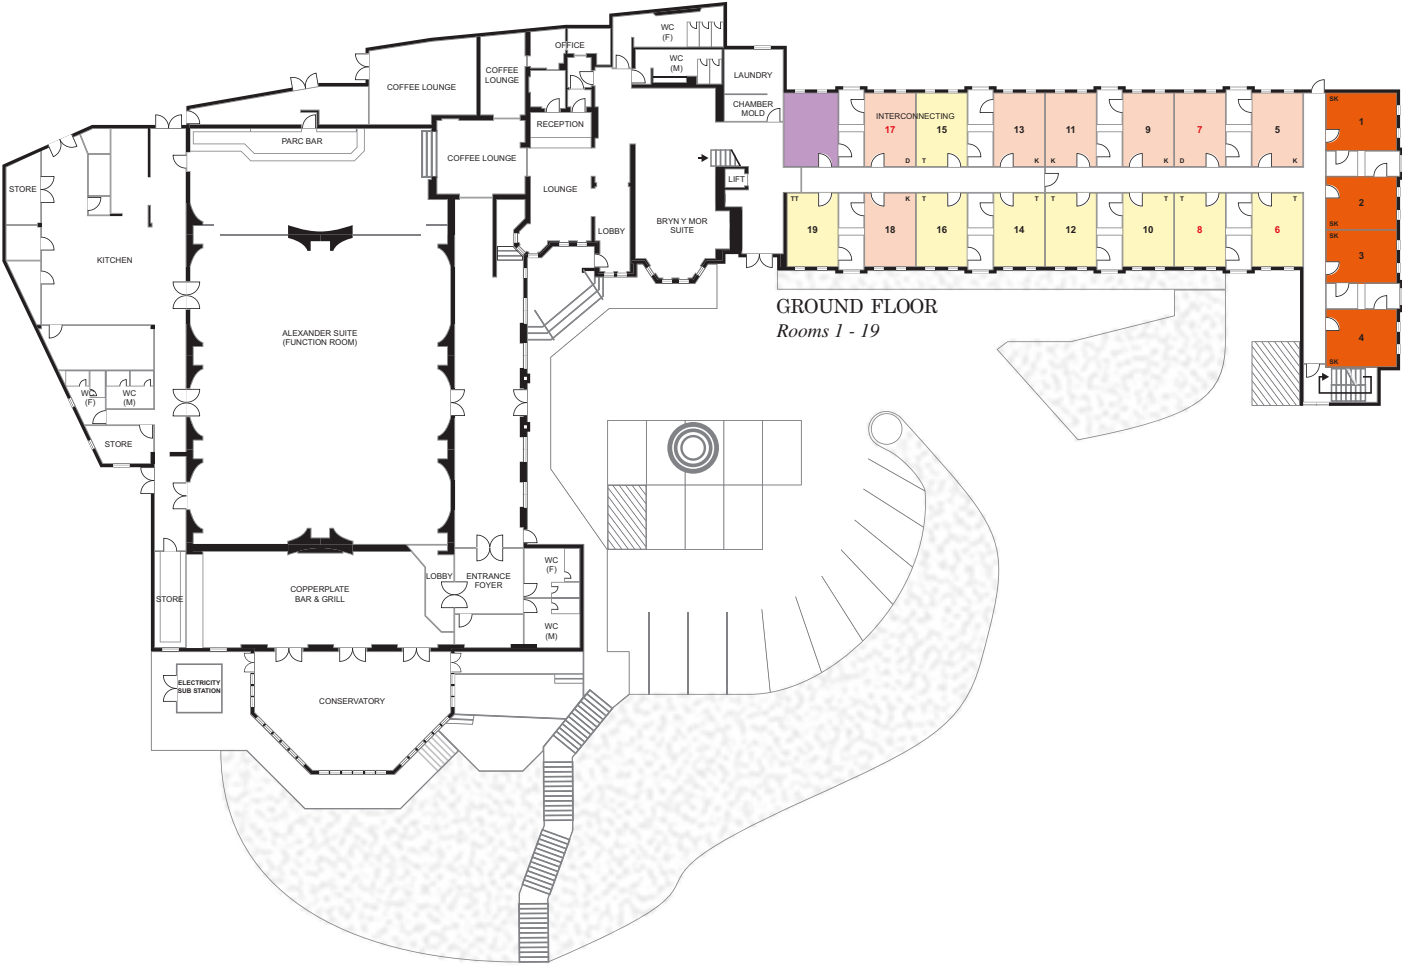 WC
(F)
OFFICE
WC
(M)
COFFEE
LOUNGE
COFFEE LOUNGE
LAUNDRY
CHAMBER
MOLD
RECEPTION
PARC BAR
COFFEE LOUNGE
LIFT
LOUNGE
STORE
BRYN Y MOR
SUITE
LOBBY
KITCHEN
ALEXANDER SUITE
(FUNCTION ROOM)
WC
(F)
WC
(M)
STORE
INTERCONNECTING
17
D
15
T
13
K
11
K
9
K
7
D
5
K
SK
1
2
SK
SK
3
4
SK
TT
19
K
18
T
16
T
14
T
12
T
10
T
8
T
6
GROUND FLOOR
Rooms 1 - 19
COPPERPLATE
BAR & GRILL
LOBBY
ENTRANCE
FOYER
WC
(F)
WC
(M)
STORE
ELECTRICITY
SUB STATION
CONSERVATORY